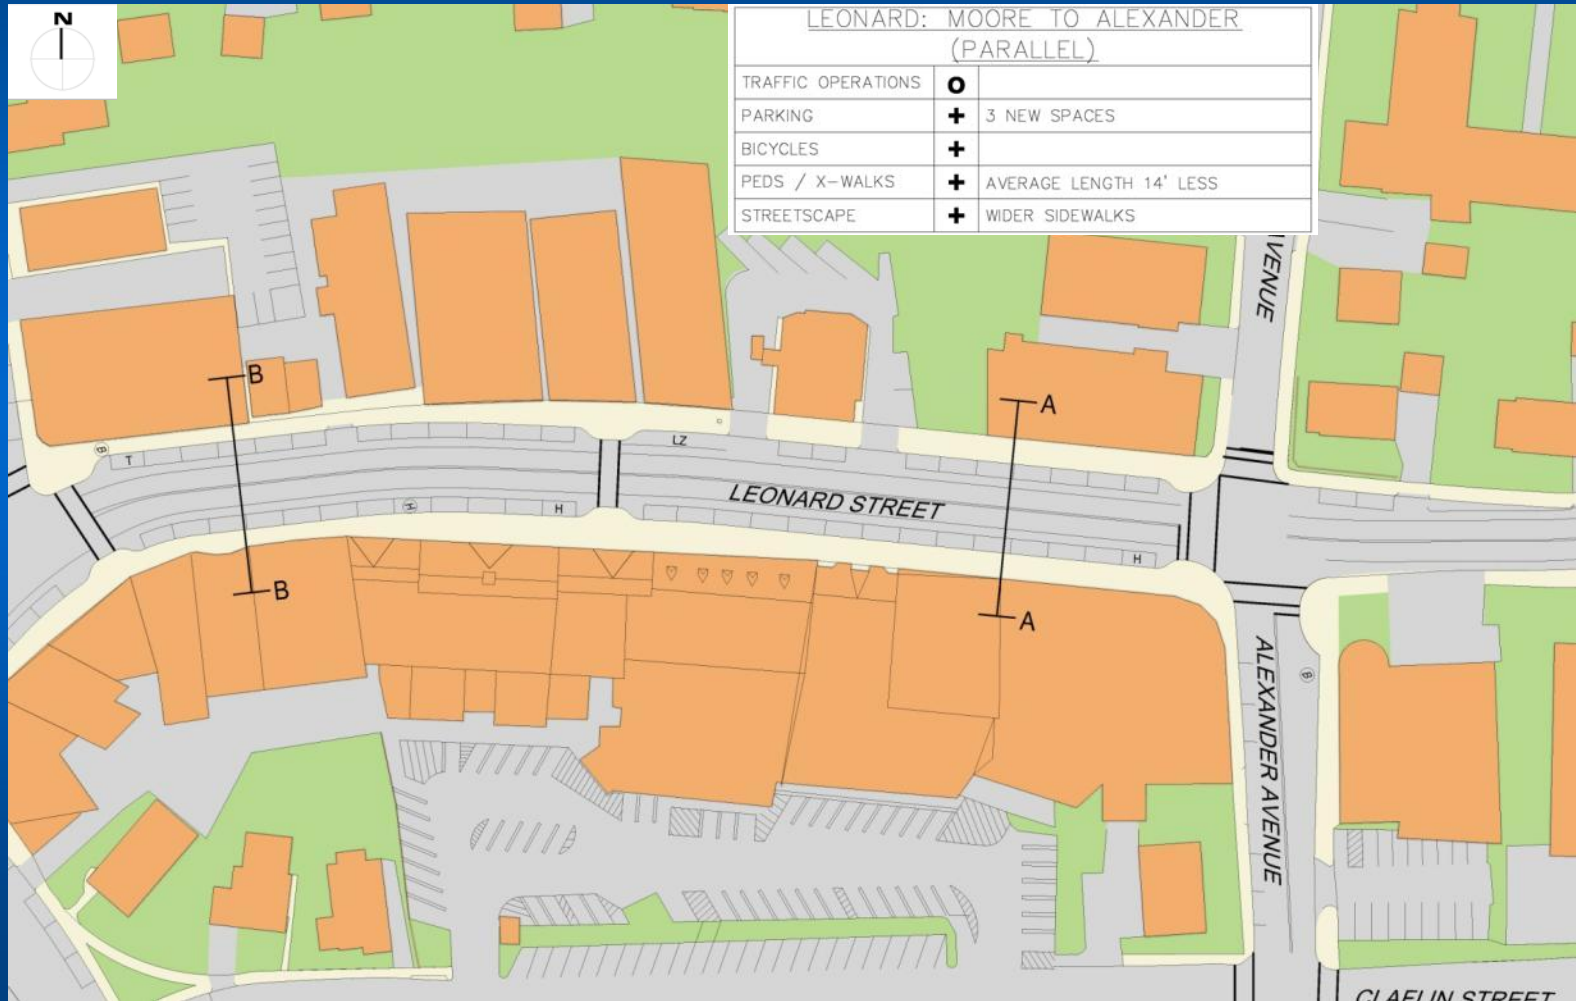 N
LEONARD: MOORE TO ALEXANDER
(PARALLEL)
TRAFFIC OPERATIONS O
PARKING + 3 NEW SPACES
BICYCLES +
PEDS / X-WALKS + AVERAGE LENGTH 14' LESS
STREETSCAPE + WIDER SIDEWALKS
AVENUE
B
A
B
T
LZ
LEONARD STREET
H
H
H
B
A
ALEXANDER AVENUE
B
CLAFLIN STREET